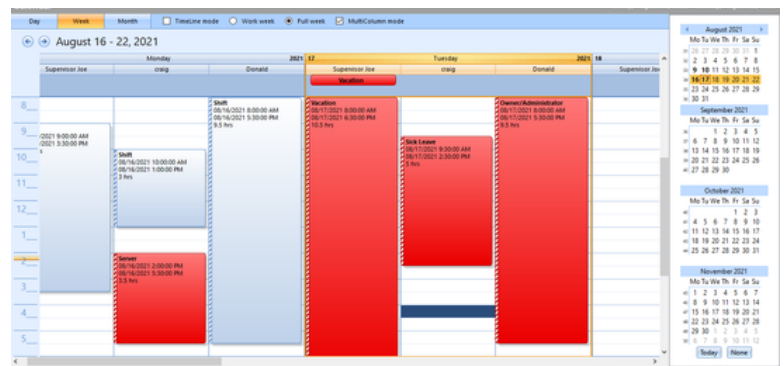 Day Week Month TimeLine mode Work week Full week MultiColumn mode
August 16 - 22, 2021
Monday 2021 17 Tuesday 2021 18
Supervisor Joe craig Donald Supervisor Joe craig Donald Supervisor Joe
Vacation
8
9
10
11
12
1
2
3
4
5
/2021 9:00:00 AM
/2021 3:30:00 PM
s
Shift
08/16/2021 10:00:00 AM
08/16/2021 1:00:00 PM
3 hrs
Server
08/16/2021 2:00:00 PM
08/16/2021 5:30:00 PM
3.5 hrs
Shift
08/16/2021 8:00:00 AM
08/16/2021 5:30:00 PM
9.5 hrs
Vacation
08/17/2021 8:00:00 AM
08/17/2021 6:30:00 PM
10.5 hrs
Sick Leave
08/17/2021 9:30:00 AM
08/17/2021 2:30:00 PM
5 hrs
Owner/Administrator
08/17/2021 8:00:00 AM
08/17/2021 5:30:00 PM
9.5 hrs
August 2021
Mo Tu We Th Fr Sa Su
26 27 28 29 30 31 1
2 3 4 5 6 7 8
9 10 11 12 13 14 15
16 17 18 19 20 21 22
23 24 25 26 27 28 29
30 31
September 2021
Mo Tu We Th Fr Sa Su
1 2 3 4 5
6 7 8 9 10 11 12
13 14 15 16 17 18 19
20 21 22 23 24 25 26
27 28 29 30
October 2021
Mo Tu We Th Fr Sa Su
1 2 3
4 5 6 7 8 9 10
11 12 13 14 15 16 17
18 19 20 21 22 23 24
25 26 27 28 29 30 31
November 2021
Mo Tu We Th Fr Sa Su
1 2 3 4 5 6 7
8 9 10 11 12 13 14
15 16 17 18 19 20 21
22 23 24 25 26 27 28
29 30 1 2 3 4 5
6 7 8 9 10 11 12
Today None